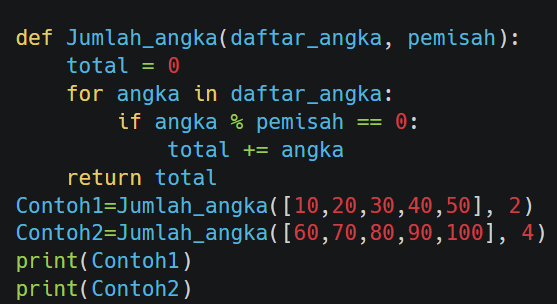 def Jumlah_angka(daftar_angka, pemisah):
    total = 0
    for angka in daftar_angka:
        if angka % pemisah == 0:
            total += angka
    return total
Contoh1=Jumlah_angka([10,20,30,40,50], 2)
Contoh2=Jumlah_angka([60,70,80,90,100], 4)
print(Contoh1)
print(Contoh2)